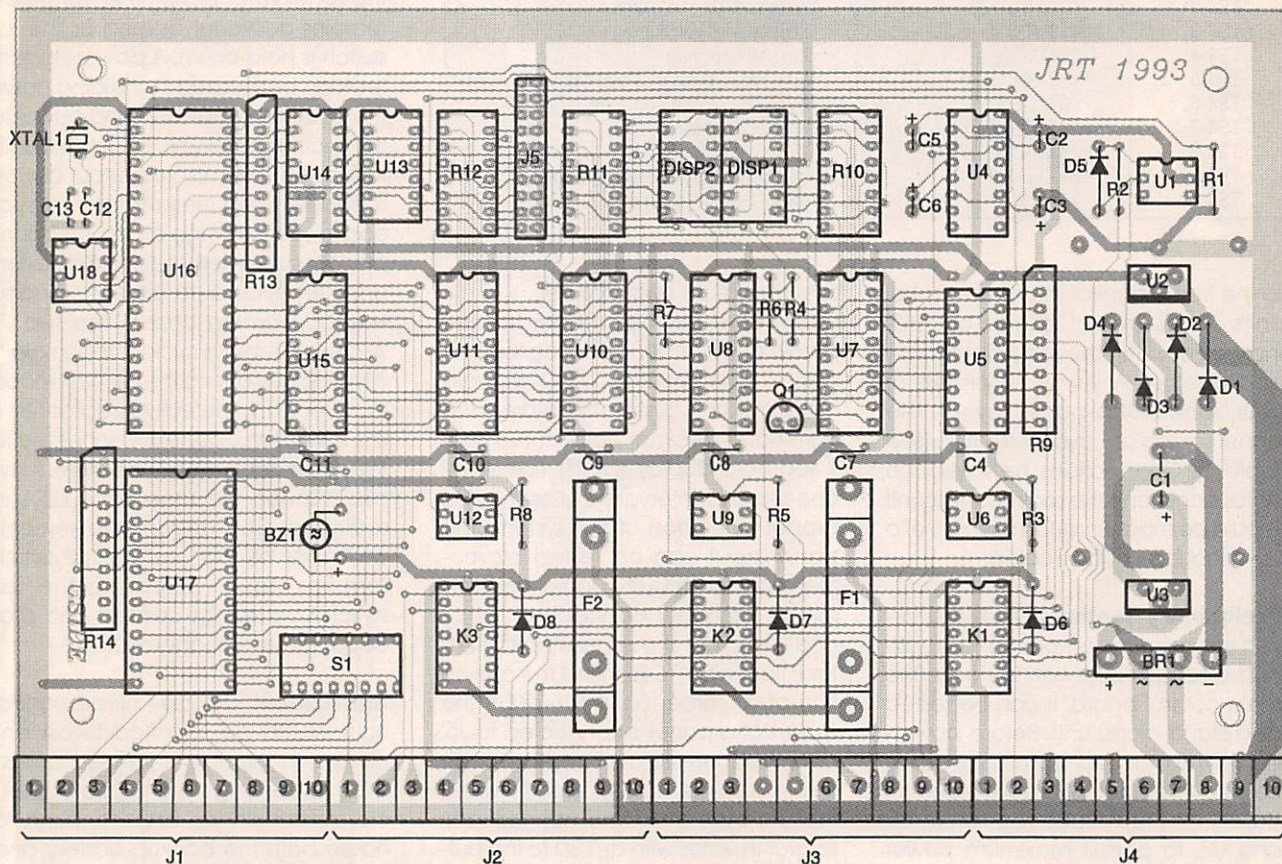 JRT 1993
XTAL1
C13 C12
U18
U16
R13
U14
U13
R12
J5
R11
DISP2 DISP1
R10
C5
C6
U4
+
+
C2
C3
+
+
D5
R2
U1
R1
U15
U11
U10
R7
U8
R6 R4
U7
Q1
U5
R9
U2
D4
D2
D3
D1
C11
C10
C9
C8
C7
C4
C1
+
BZ1
+
U17
R14
U12
R8
F2
U9
R5
F1
U6
R3
U3
K3
D8
K2
D7
K1
D6
S1
BR1
+ ~ ~ −
1 2 3 4 5 6 7 8 9 10 1 2 3 4 5 6 7 8 9 10 1 2 3 4 5 6 7 8 9 10 1 2 3 4 5 6 7 8 9 10
J1 J2 J3 J4